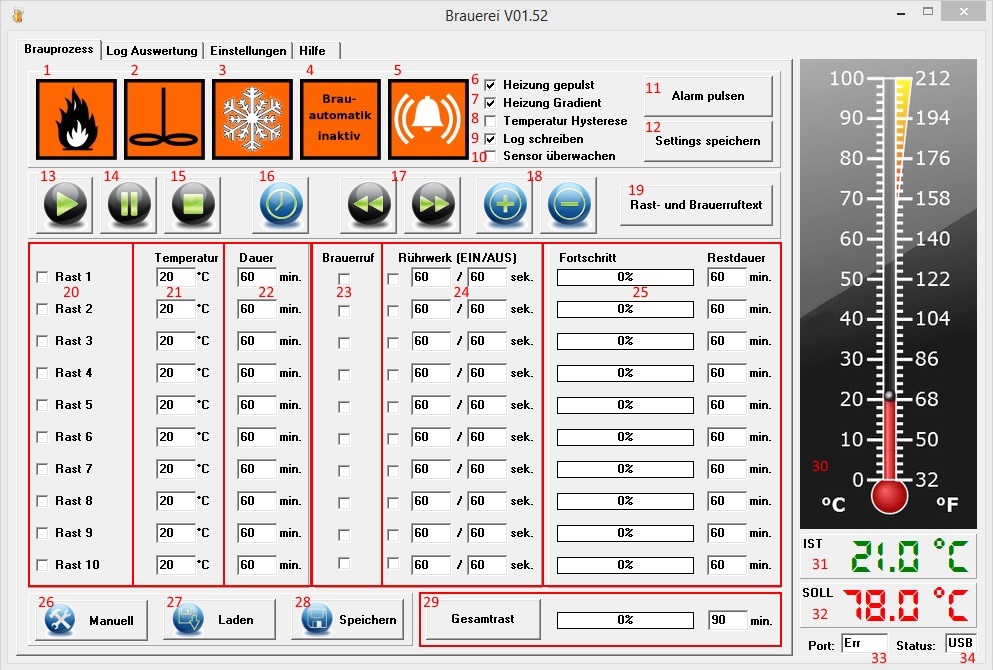 Brauerei V01.52
Brauprozess Log Auswertung Einstellungen Hilfe
1 2 3 4 5
Brau-
automatik
inaktiv
6 Heizung gepulst
7 Heizung Gradient
8 Temperatur Hysterese
9 Log schreiben
10 Sensor überwachen
11 Alarm pulsen
12 Settings speichern
13 14 15 16 17 18
19 Rast- und Brauerruftext
Temperatur Dauer Brauerruf Rührwerk (EIN/AUS) Fortschritt Restdauer
Rast 1 20 °C 60 min. 60 / 60 sek. 0% 60 min.
20 21 22 23 24 25
Rast 2 20 °C 60 min. 60 / 60 sek. 0% 60 min.
Rast 3 20 °C 60 min. 60 / 60 sek. 0% 60 min.
Rast 4 20 °C 60 min. 60 / 60 sek. 0% 60 min.
Rast 5 20 °C 60 min. 60 / 60 sek. 0% 60 min.
Rast 6 20 °C 60 min. 60 / 60 sek. 0% 60 min.
Rast 7 20 °C 60 min. 60 / 60 sek. 0% 60 min.
Rast 8 20 °C 60 min. 60 / 60 sek. 0% 60 min.
Rast 9 20 °C 60 min. 60 / 60 sek. 0% 60 min.
Rast 10 20 °C 60 min. 60 / 60 sek. 0% 60 min.
26 Manuell
27 Laden
28 Speichern
29 Gesamtrast 0% 90 min.
100 212
90 194
80 176
70 158
60 140
50 122
40 104
30 86
20 68
10 50
30
0 32
°C °F
IST 21.0 °C
31
SOLL 78.0 °C
32
Port: Err Status: USB
33 34